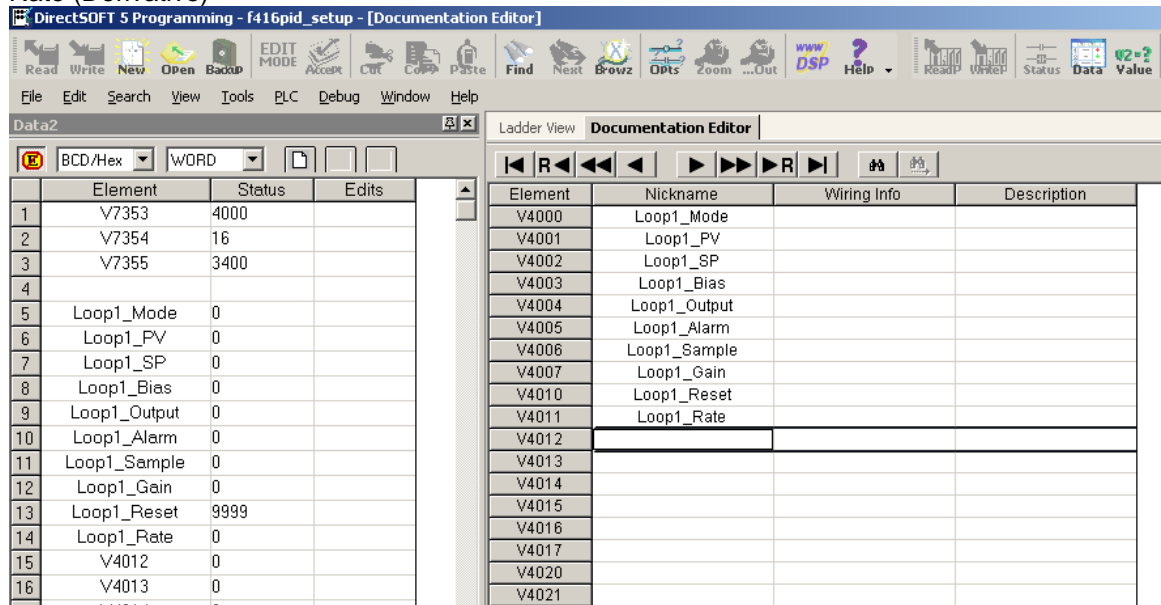 Rate (Derivative)
DirectSOFT 5 Programming - f416pid_setup - [Documentation Editor]
Read Write New Open Backup EDIT MODE Accept Cut Copy Paste Find Next Browz Opts Zoom ...Out WWW DSP Help ReadP WriteP Status Data V2=? Value
File Edit Search View Tools PLC Debug Window Help
Data2
BCD/Hex WORD
Element Status Edits
1 V7353 4000
2 V7354 16
3 V7355 3400
4
5 Loop1_Mode 0
6 Loop1_PV 0
7 Loop1_SP 0
8 Loop1_Bias 0
9 Loop1_Output 0
10 Loop1_Alarm 0
11 Loop1_Sample 0
12 Loop1_Gain 0
13 Loop1_Reset 9999
14 Loop1_Rate 0
15 V4012 0
16 V4013 0
Ladder View Documentation Editor
R R
Element Nickname Wiring Info Description
V4000 Loop1_Mode
V4001 Loop1_PV
V4002 Loop1_SP
V4003 Loop1_Bias
V4004 Loop1_Output
V4005 Loop1_Alarm
V4006 Loop1_Sample
V4007 Loop1_Gain
V4010 Loop1_Reset
V4011 Loop1_Rate
V4012
V4013
V4014
V4015
V4016
V4017
V4020
V4021